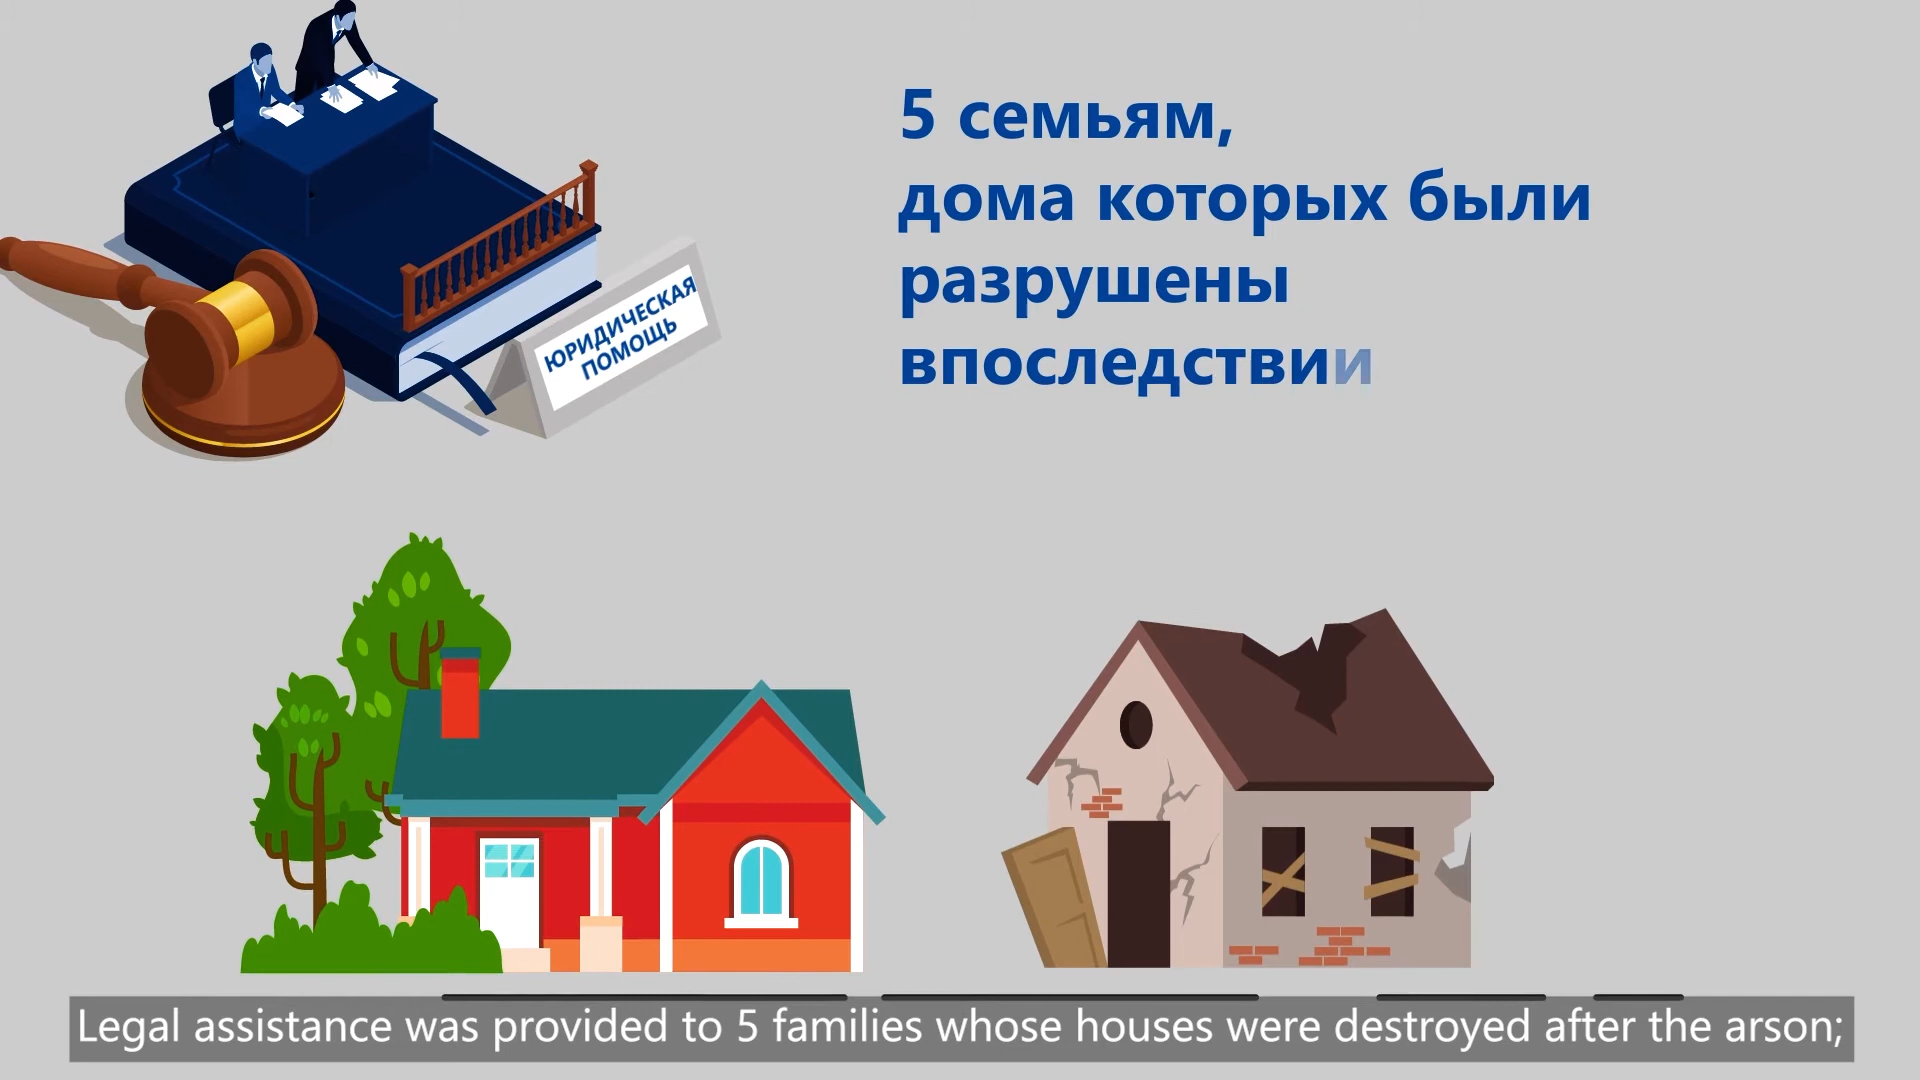 5 семьям,
дома которых были
разрушены
впоследствии
ЮРИДИЧЕСКАЯ
ПОМОЩЬ
Legal assistance was provided to 5 families whose houses were destroyed after the arson;